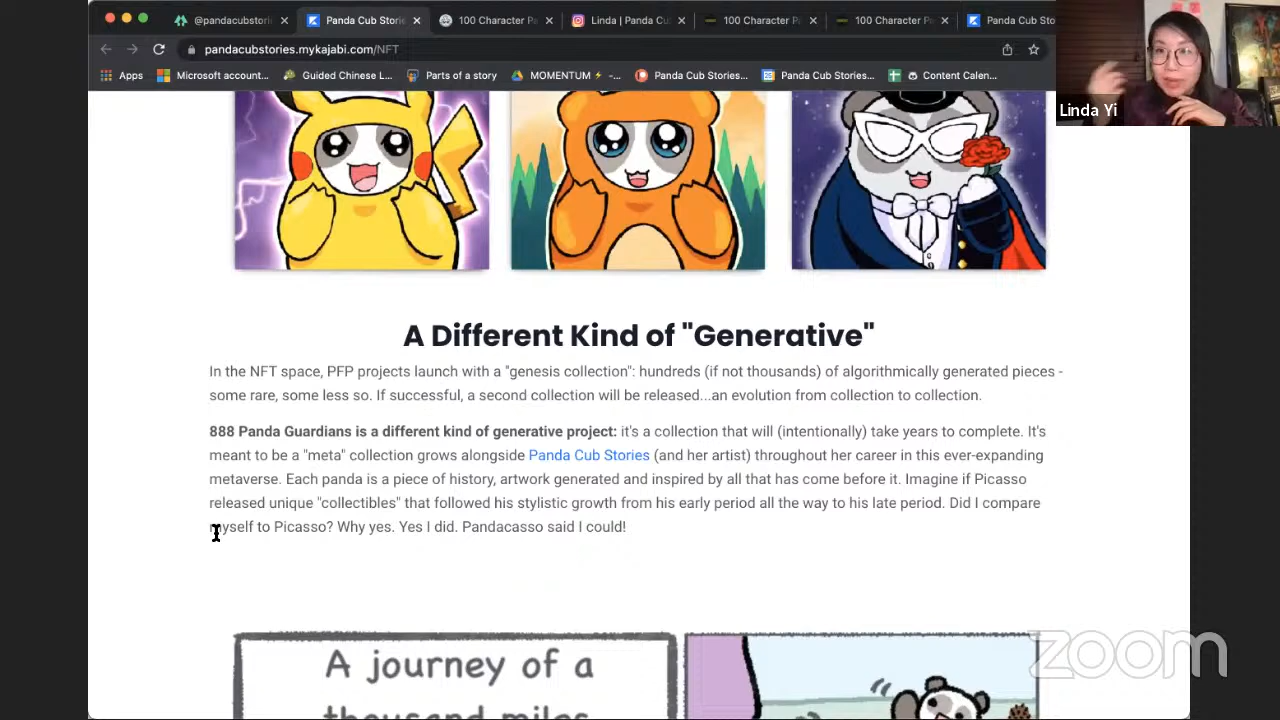 @pandacubstori
Panda Cub Storie
100 Character Pa
Linda | Panda Cu
100 Character P
100 Character Pa
Panda Cub Sto
pandacubstories.mykajabi.com/NFT
Apps
Microsoft account...
Guided Chinese L...
Parts of a story
MOMENTUM ⚡ -...
Panda Cub Stories...
Panda Cub Stories...
Content Calen...
Linda Yi
A Different Kind of "Generative"
In the NFT space, PFP projects launch with a "genesis collection": hundreds (if not thousands) of algorithmically generated pieces -
some rare, some less so. If successful, a second collection will be released...an evolution from collection to collection.
888 Panda Guardians is a different kind of generative project: it's a collection that will (intentionally) take years to complete. It's
meant to be a "meta" collection grows alongside Panda Cub Stories (and her artist) throughout her career in this ever-expanding
metaverse. Each panda is a piece of history, artwork generated and inspired by all that has come before it. Imagine if Picasso
released unique "collectibles" that followed his stylistic growth from his early period all the way to his late period. Did I compare
myself to Picasso? Why yes. Yes I did. Pandacasso said I could!
A journey of a
thousand miles
zoom